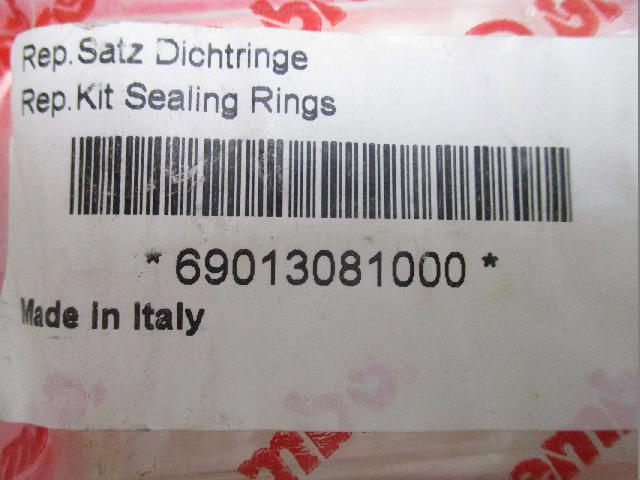 Rep.Satz Dichtringe
Rep.Kit Sealing Rings
* 69013081000 *
Made in Italy